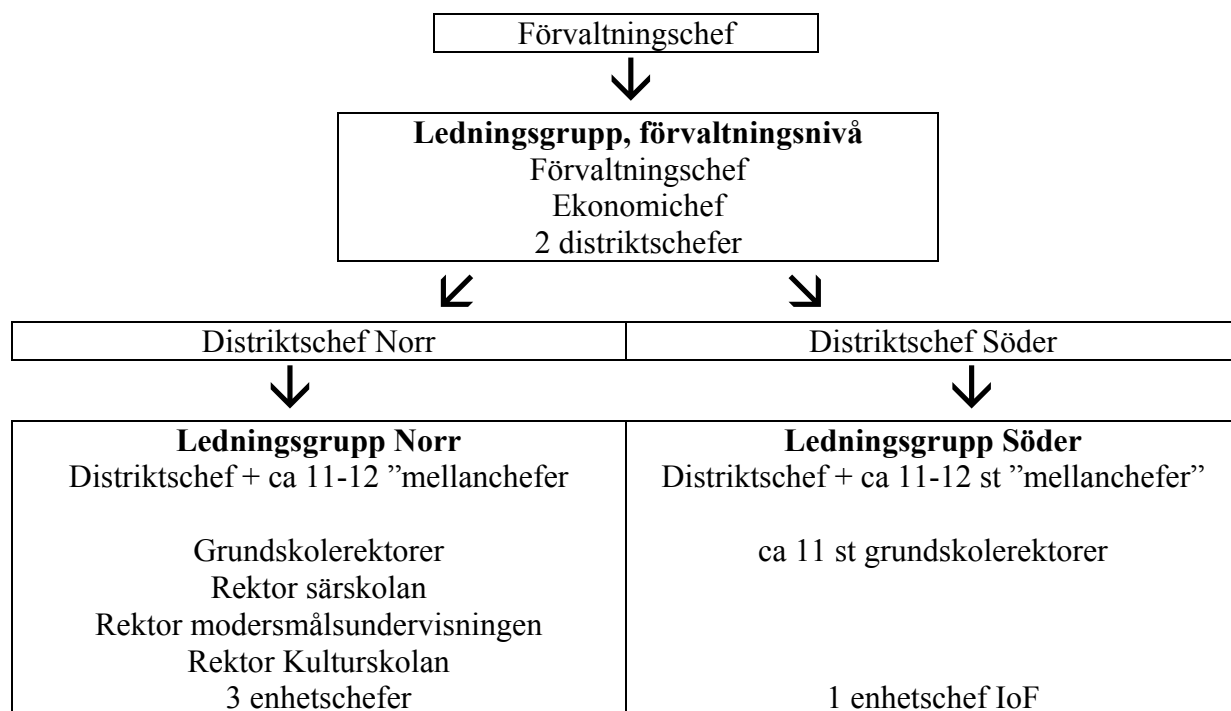 Förvaltningschef
Ledningsgrupp, förvaltningsnivå
Förvaltningschef
Ekonomichef
2 distriktschefer
Distriktschef Norr
Distriktschef Söder
Ledningsgrupp Norr
Distriktschef + ca 11-12 ”mellanchefer
Grundskolerektorer
Rektor särskolan
Rektor modersmålsundervisningen
Rektor Kulturskolan
3 enhetschefer
Ledningsgrupp Söder
Distriktschef + ca 11-12 st ”mellanchefer”
ca 11 st grundskolerektorer
1 enhetschef IoF